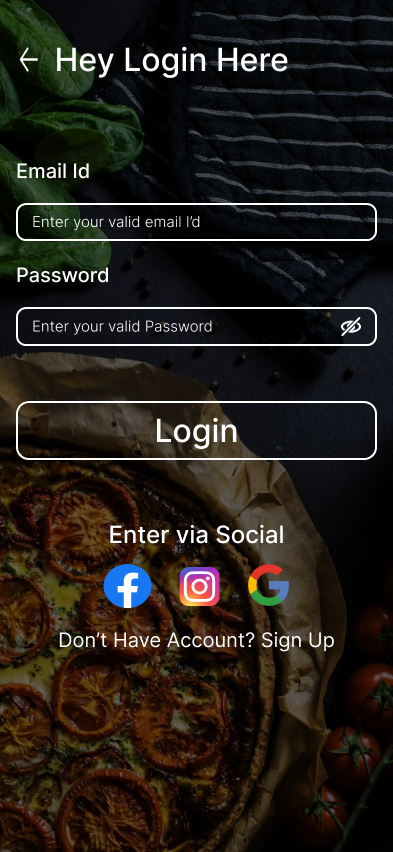 Hey Login Here
Email Id
Enter your valid email I’d
Password
Enter your valid Password
Login
Enter via Social
Don’t Have Account? Sign Up